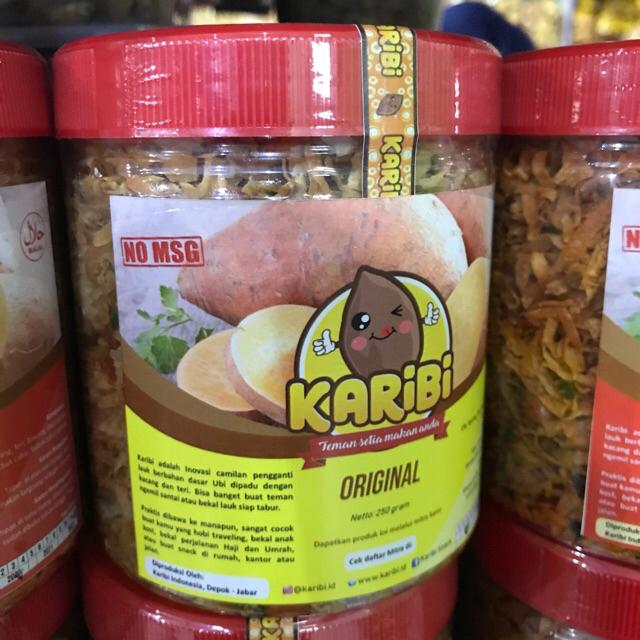 KARiBi
KARiBi
حلال
NO MSG
KARiBi
Teman setia makan anda
ORIGINAL
Netto: 250 gram
Dapatkan produk ini melalui mitra kami
Cek daftar Mitra di:
@karibi.id www.karibi.id
Karibi adalah Inovasi camilan pengganti
lauk berbahan dasar Ubi dipadu dengan
kacang dan teri. Bisa banget buat teman
ngemil santai atau bekal lauk siap tabur.
Praktis dibawa ke manapun, sangat cocok
buat kamu yang hobi traveling, bekal anak
kost, bekal perjalanan Haji dan Umrah,
atau buat snack di rumah, kantor atau
jalan.
Diproduksi Oleh:
Karibi Indonesia, Depok - Jabar